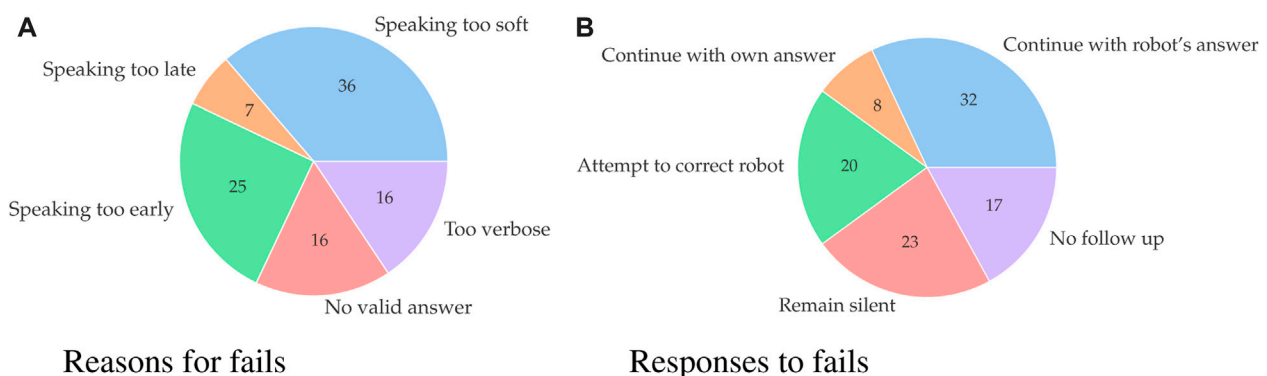 A
Speaking too soft
36
Speaking too late
7
Speaking too early
25
No valid answer
16
Too verbose
16
Reasons for fails
B
Continue with robot's answer
32
Continue with own answer
8
Attempt to correct robot
20
Remain silent
23
No follow up
17
Responses to fails